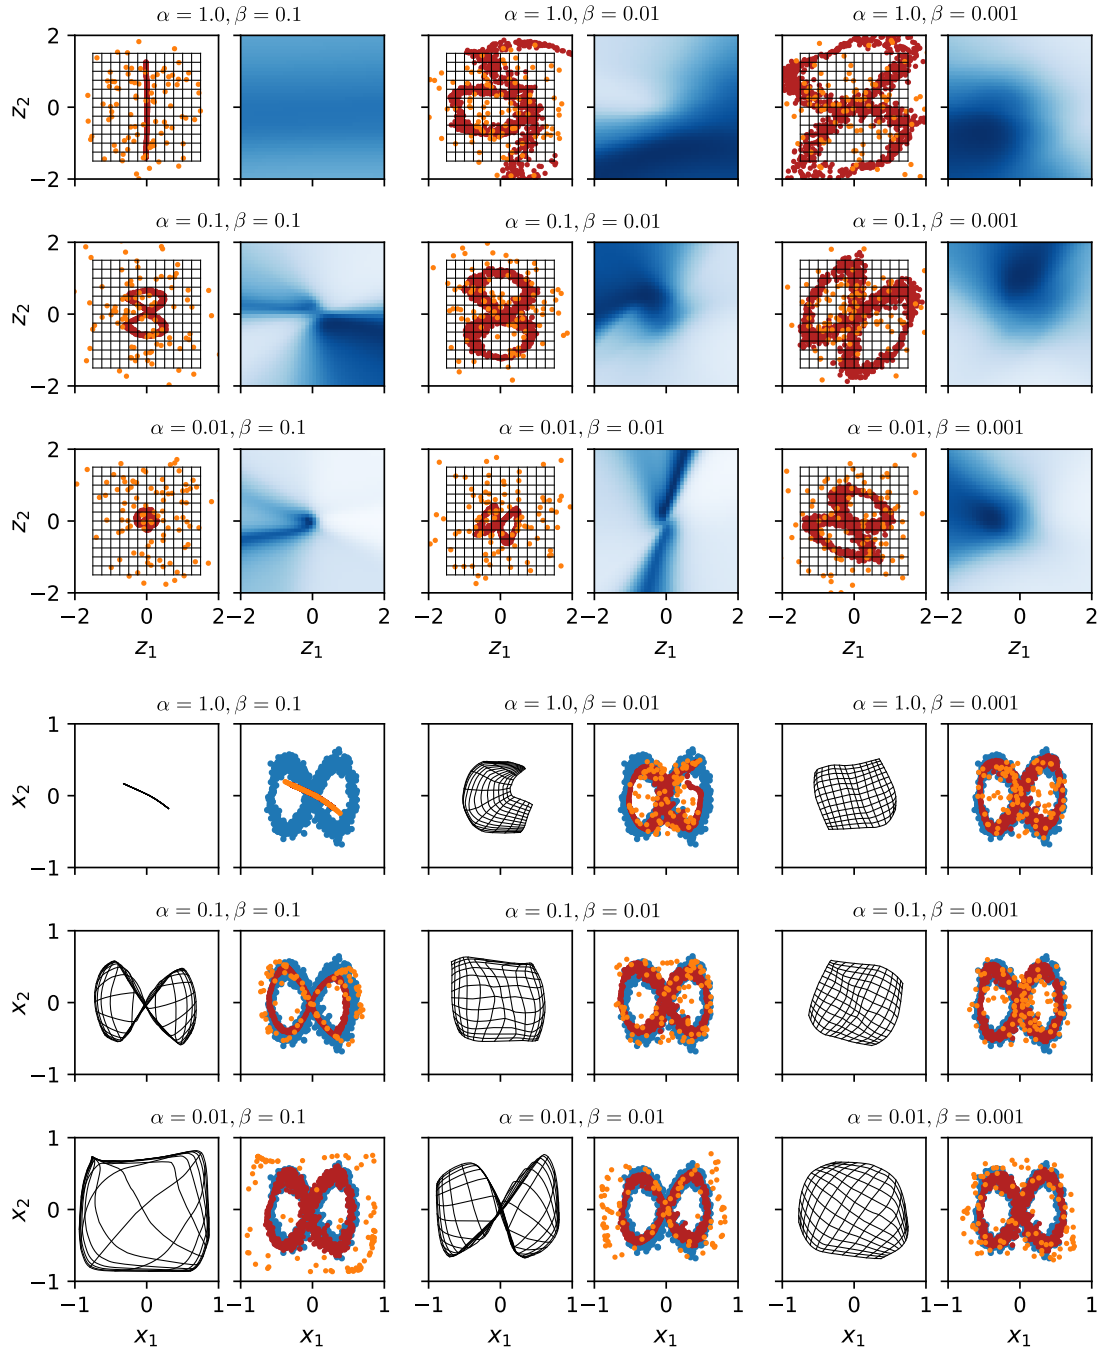 α = 1.0, β = 0.1 α = 1.0, β = 0.01 α = 1.0, β = 0.001
2
0
−2
z₂
α = 0.1, β = 0.1 α = 0.1, β = 0.01 α = 0.1, β = 0.001
2
0
−2
z₂
α = 0.01, β = 0.1 α = 0.01, β = 0.01 α = 0.01, β = 0.001
2
0
−2
z₂
−2 0 2 −2 0 2 −2 0 2 −2 0 2 −2 0 2 −2 0 2
z₁ z₁ z₁ z₁ z₁ z₁
α = 1.0, β = 0.1 α = 1.0, β = 0.01 α = 1.0, β = 0.001
1
0
−1
x₂
α = 0.1, β = 0.1 α = 0.1, β = 0.01 α = 0.1, β = 0.001
1
0
−1
x₂
α = 0.01, β = 0.1 α = 0.01, β = 0.01 α = 0.01, β = 0.001
1
0
−1
x₂
−1 0 1 −1 0 1 −1 0 1 −1 0 1 −1 0 1 −1 0 1
x₁ x₁ x₁ x₁ x₁ x₁